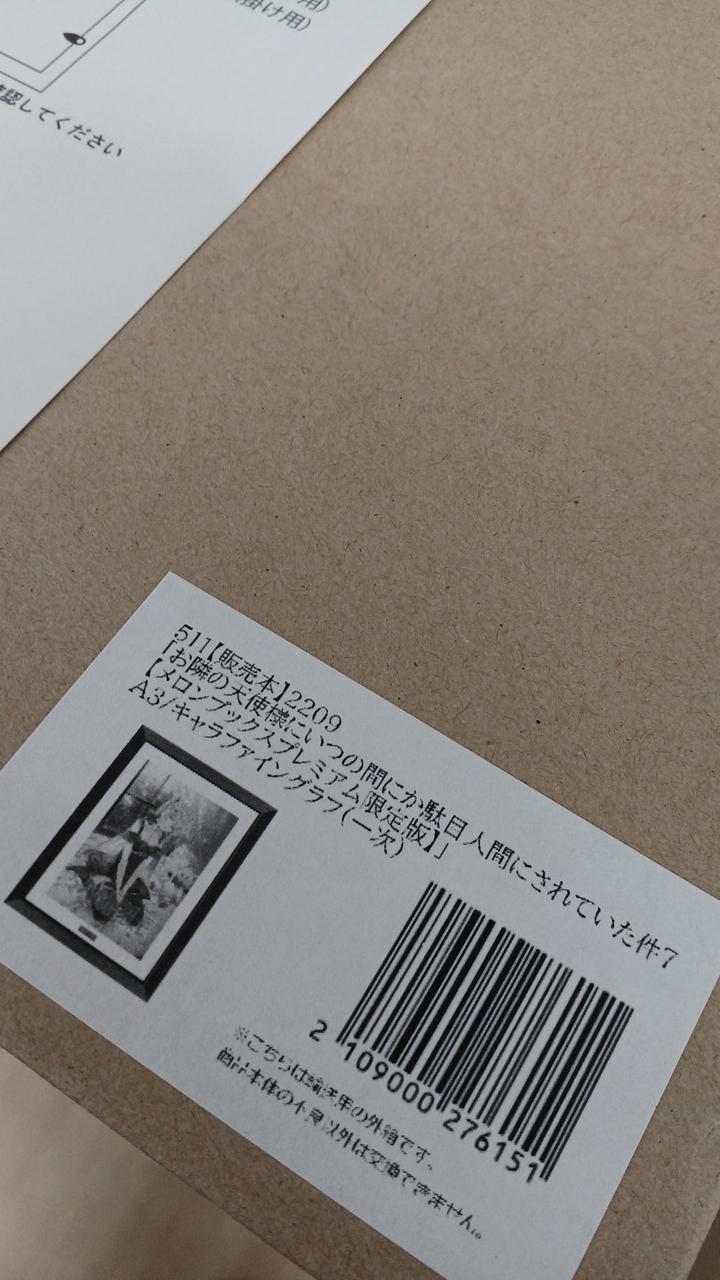 用)
掛け用)
認してください
511【販売本】2209
「お隣の天使様にいつの間にか駄目人間にされていた件7
【メロンブックスプレミアム限定版】」
A3/キャラファイングラフ(一次)
2 109000 276151
※こちらは輸送用の外箱です。
商品本体の不良以外は交換できません。